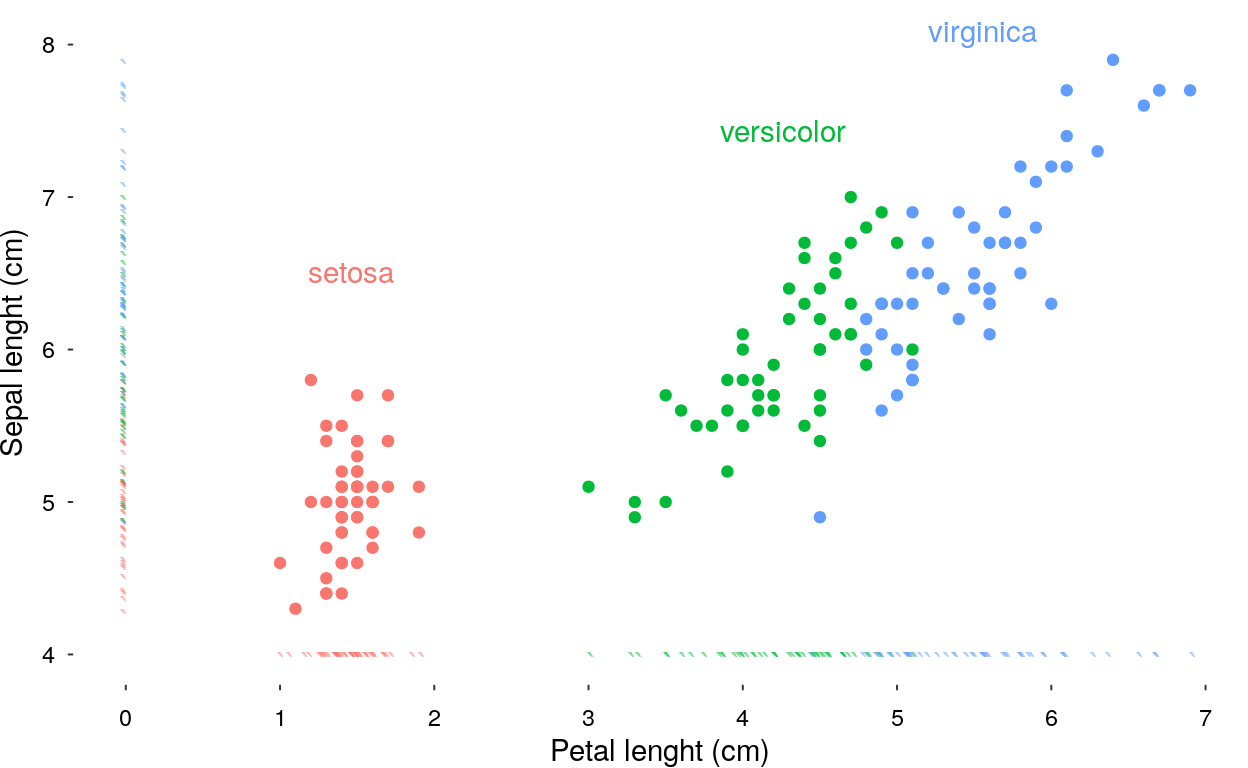 virginica
8
versicolor
7
setosa
6
5
4
Sepal lenght (cm)
0 1 2 3 4 5 6 7
Petal lenght (cm)